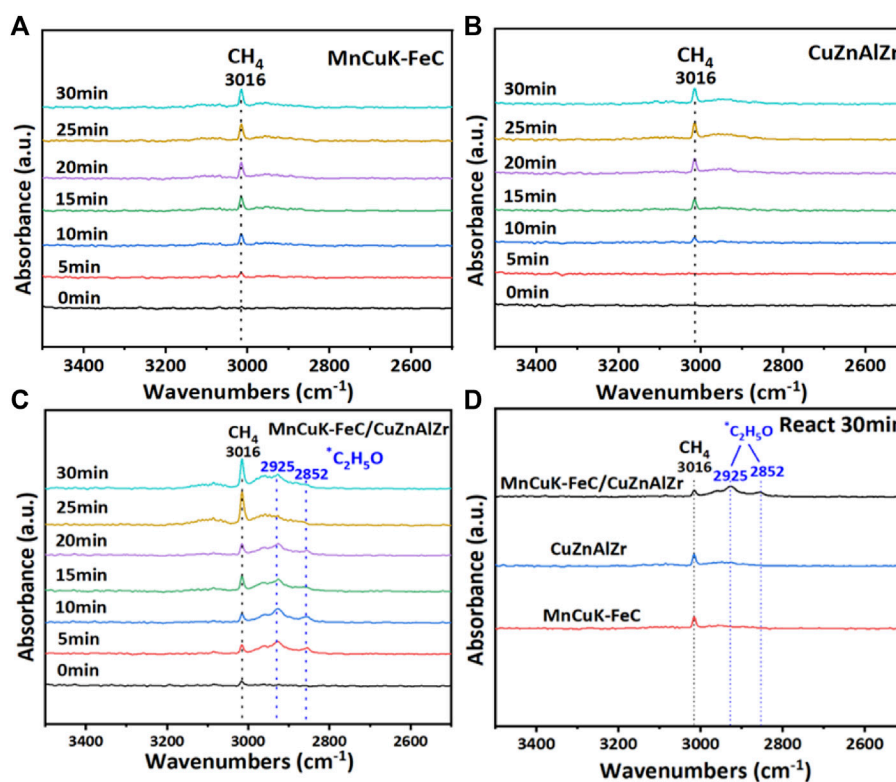 A
CH4
3016
MnCuK-FeC
30min
25min
20min
15min
10min
5min
0min
Absorbance (a.u.)
3400 3200 3000 2800 2600
Wavenumbers (cm-1)
B
CH4
3016
CuZnAlZr
30min
25min
20min
15min
10min
5min
0min
Absorbance (a.u.)
3400 3200 3000 2800 2600
Wavenumbers (cm-1)
C
CH4 MnCuK-FeC/CuZnAlZr
*C2H5O
3016 2925 2852
30min
25min
20min
15min
10min
5min
0min
Absorbance (a.u.)
3400 3200 3000 2800 2600
Wavenumbers (cm-1)
D
React 30min
*C2H5O
CH4
3016 2925 2852
MnCuK-FeC/CuZnAlZr
CuZnAlZr
MnCuK-FeC
Absorbance (a.u.)
3400 3200 3000 2800 2600
Wavenumbers (cm-1)